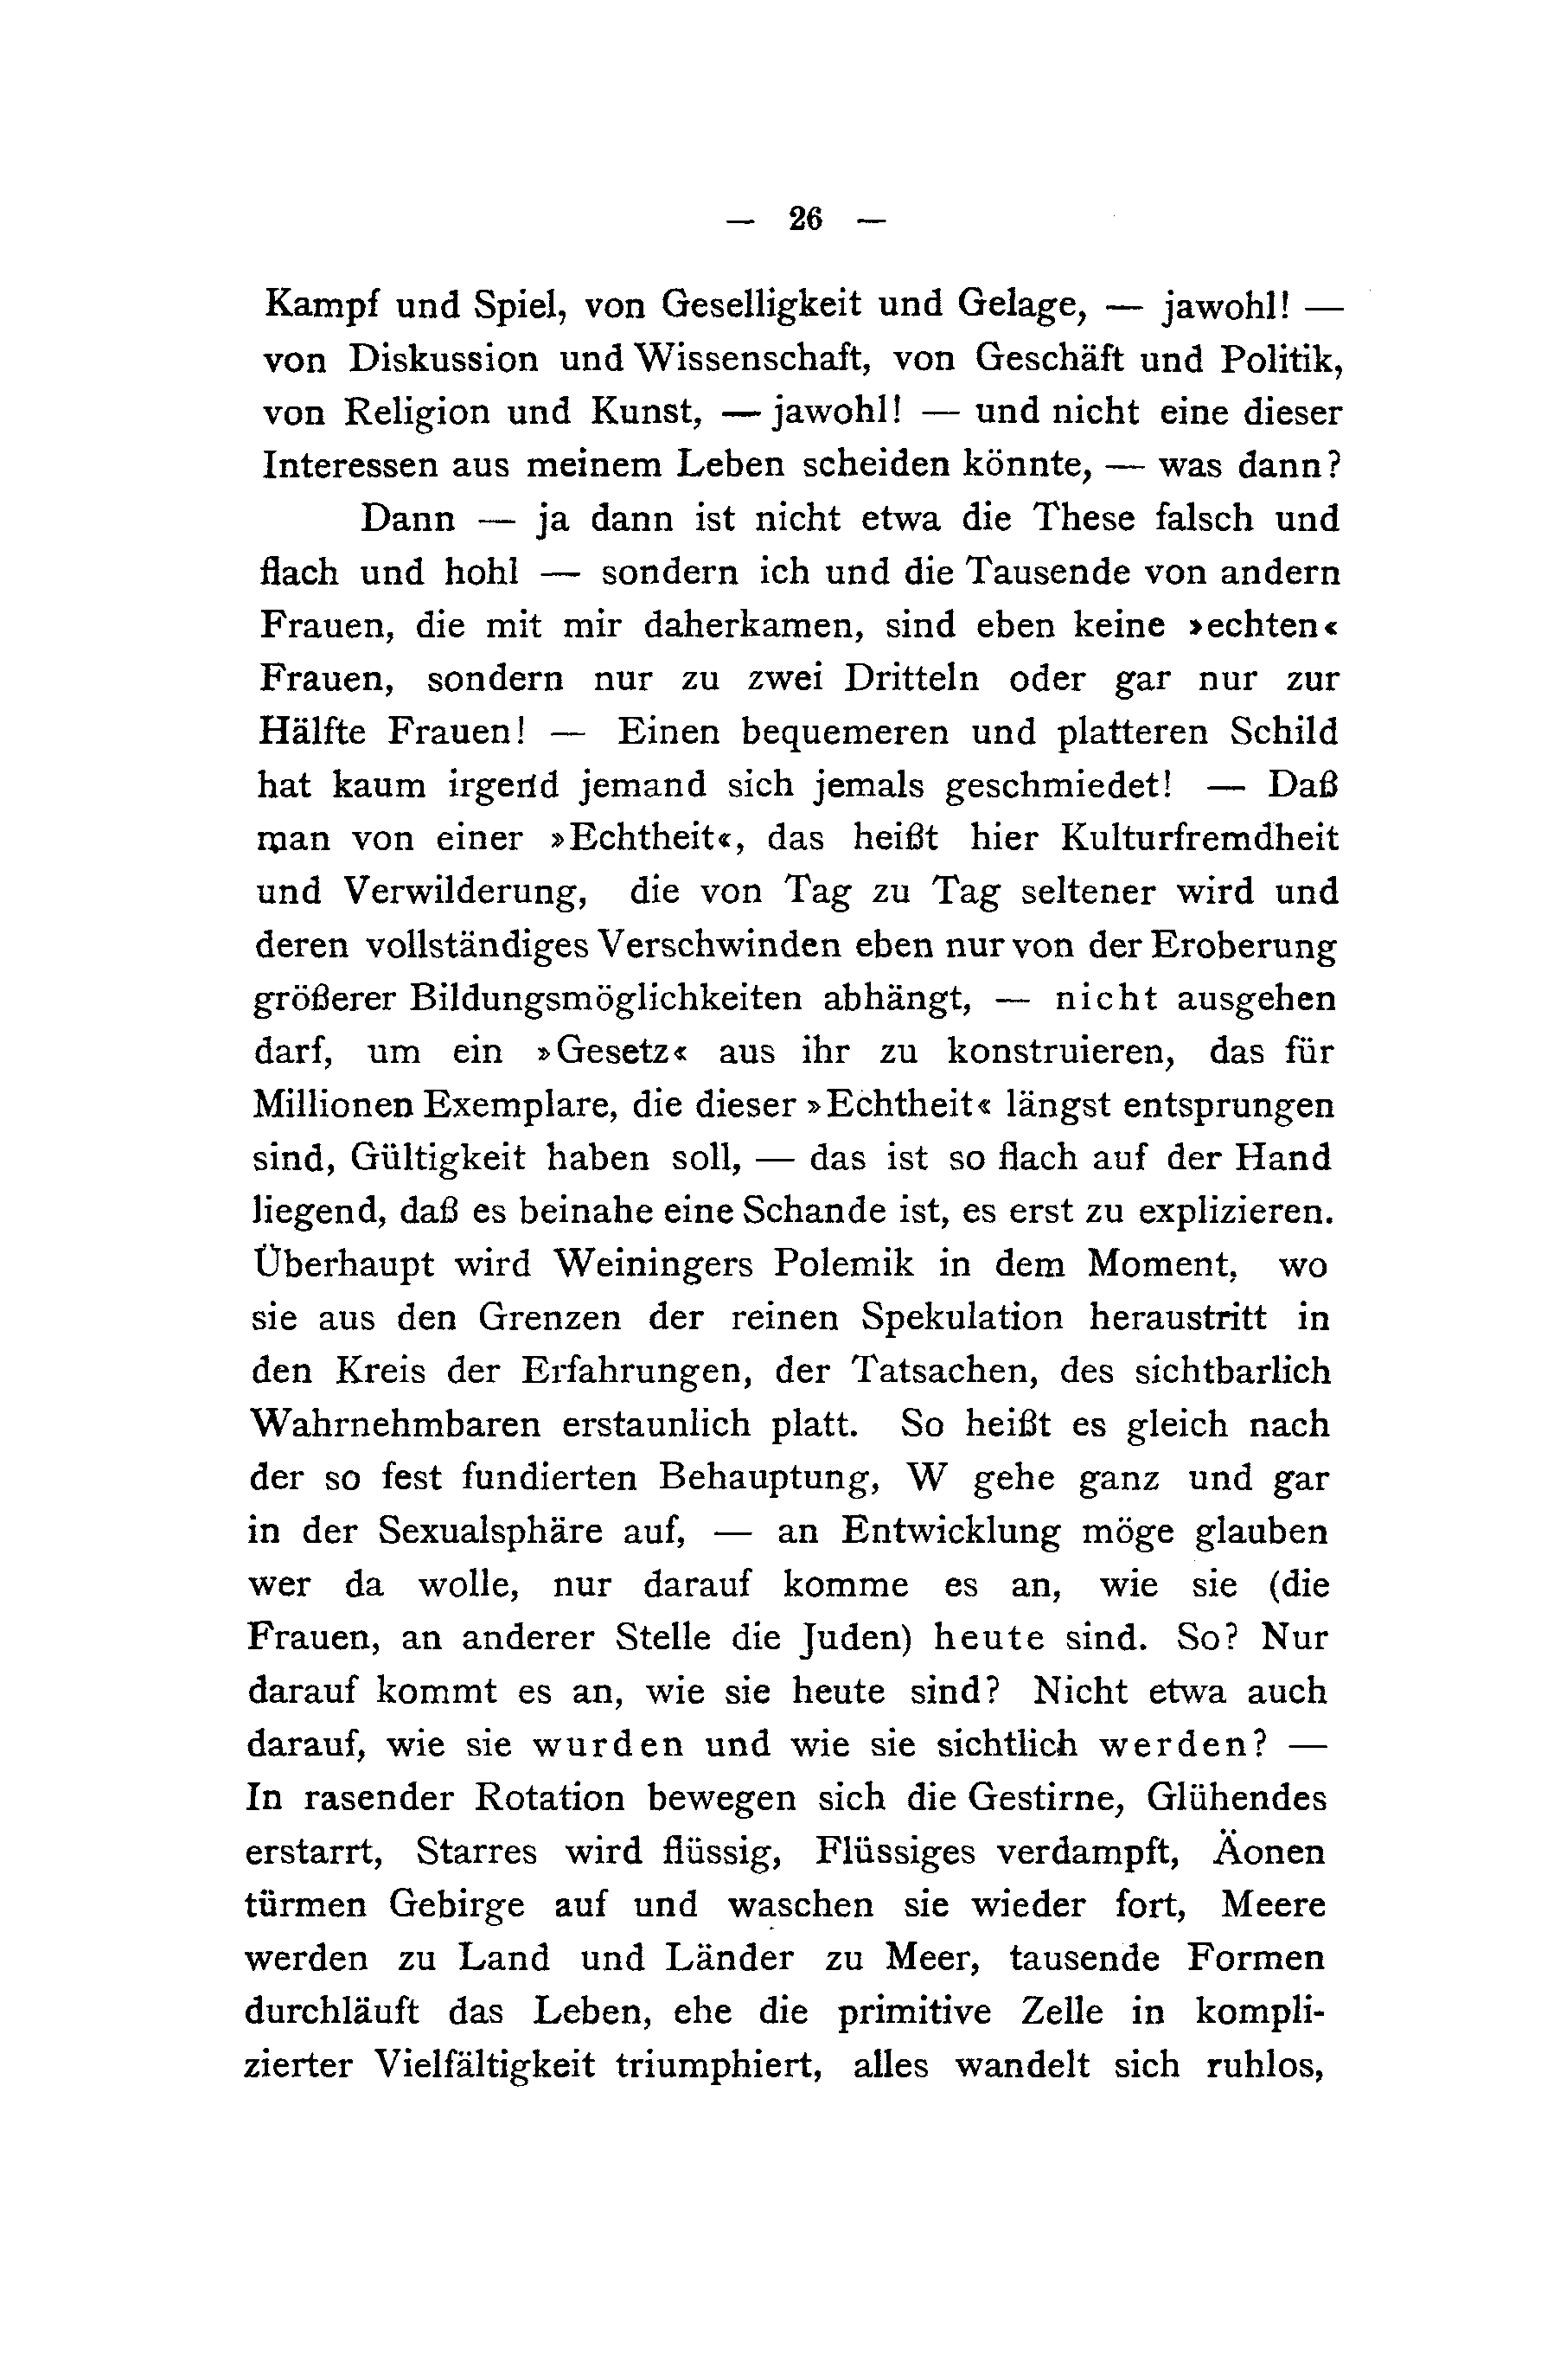 — 26 —
Kampf und Spiel, von Geselligkeit und Gelage, — jawohl! —
von Diskussion und Wissenschaft, von Geschäft und Politik,
von Religion und Kunst, — jawohl! — und nicht eine dieser
Interessen aus meinem Leben scheiden könnte, — was dann?
Dann — ja dann ist nicht etwa die These falsch und
flach und hohl — sondern ich und die Tausende von andern
Frauen, die mit mir daherkamen, sind eben keine »echten«
Frauen, sondern nur zu zwei Dritteln oder gar nur zur
Hälfte Frauen! — Einen bequemeren und platteren Schild
hat kaum irgend jemand sich jemals geschmiedet! — Daß
man von einer »Echtheit«, das heißt hier Kulturfremdheit
und Verwilderung, die von Tag zu Tag seltener wird und
deren vollständiges Verschwinden eben nur von der Eroberung
größerer Bildungsmöglichkeiten abhängt, — nicht ausgehen
darf, um ein »Gesetz« aus ihr zu konstruieren, das für
Millionen Exemplare, die dieser »Echtheit« längst entsprungen
sind, Gültigkeit haben soll, — das ist so flach auf der Hand
liegend, daß es beinahe eine Schande ist, es erst zu explizieren.
Überhaupt wird Weiningers Polemik in dem Moment, wo
sie aus den Grenzen der reinen Spekulation heraustritt in
den Kreis der Erfahrungen, der Tatsachen, des sichtbarlich
Wahrnehmbaren erstaunlich platt. So heißt es gleich nach
der so fest fundierten Behauptung, W gehe ganz und gar
in der Sexualsphäre auf, — an Entwicklung möge glauben
wer da wolle, nur darauf komme es an, wie sie (die
Frauen, an anderer Stelle die Juden) heute sind. So? Nur
darauf kommt es an, wie sie heute sind? Nicht etwa auch
darauf, wie sie wurden und wie sie sichtlich werden? —
In rasender Rotation bewegen sich die Gestirne, Glühendes
erstarrt, Starres wird flüssig, Flüssiges verdampft, Äonen
türmen Gebirge auf und waschen sie wieder fort, Meere
werden zu Land und Länder zu Meer, tausende Formen
durchläuft das Leben, ehe die primitive Zelle in kompli-
zierter Vielfältigkeit triumphiert, alles wandelt sich ruhlos,